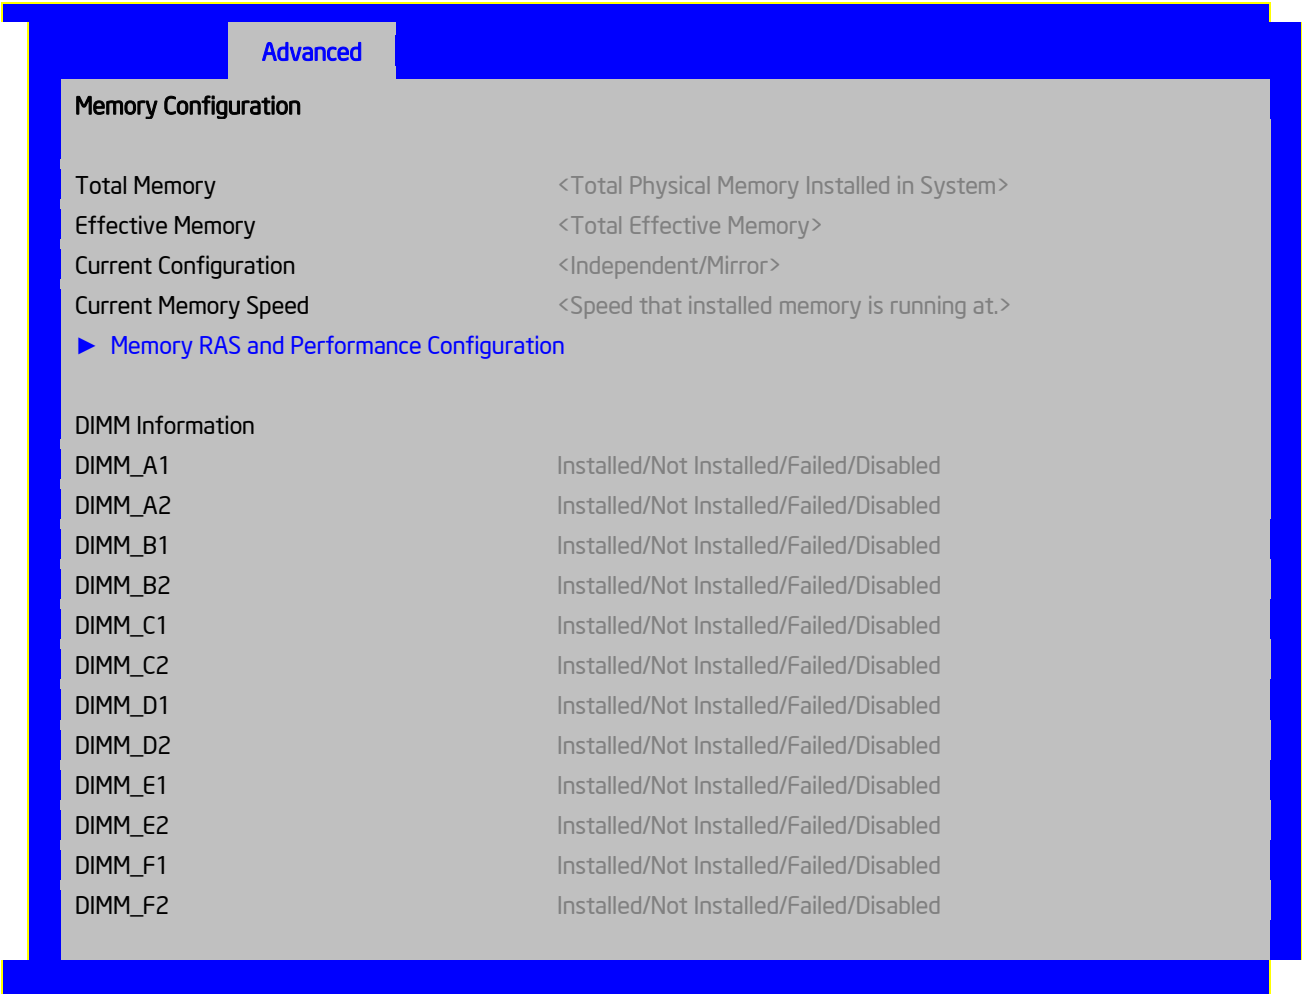 Advanced
Memory Configuration
Total Memory <Total Physical Memory Installed in System>
Effective Memory <Total Effective Memory>
Current Configuration <Independent/Mirror>
Current Memory Speed <Speed that installed memory is running at.>
► Memory RAS and Performance Configuration
DIMM Information
DIMM_A1 Installed/Not Installed/Failed/Disabled
DIMM_A2 Installed/Not Installed/Failed/Disabled
DIMM_B1 Installed/Not Installed/Failed/Disabled
DIMM_B2 Installed/Not Installed/Failed/Disabled
DIMM_C1 Installed/Not Installed/Failed/Disabled
DIMM_C2 Installed/Not Installed/Failed/Disabled
DIMM_D1 Installed/Not Installed/Failed/Disabled
DIMM_D2 Installed/Not Installed/Failed/Disabled
DIMM_E1 Installed/Not Installed/Failed/Disabled
DIMM_E2 Installed/Not Installed/Failed/Disabled
DIMM_F1 Installed/Not Installed/Failed/Disabled
DIMM_F2 Installed/Not Installed/Failed/Disabled